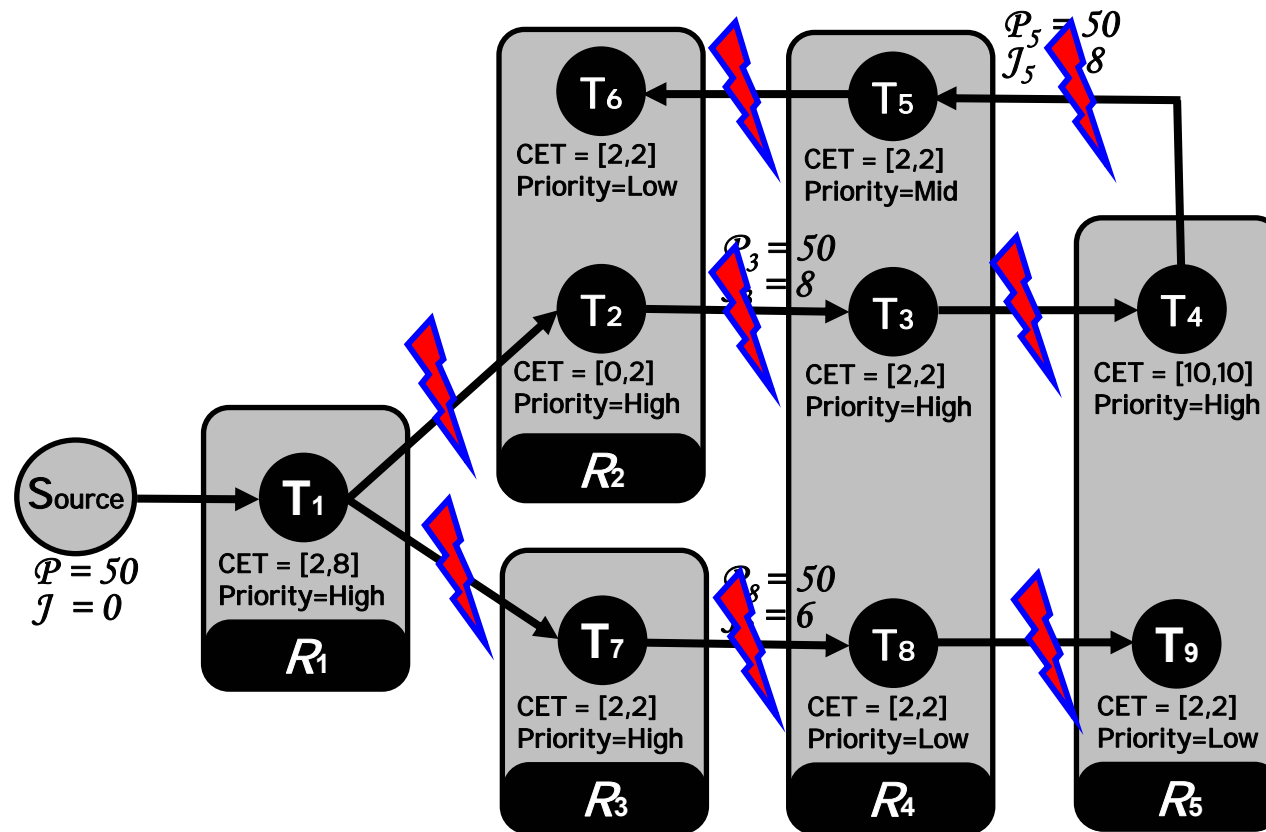 P5 = 50
J5 8
T6
T5
CET = [2,2]
Priority=Low
CET = [2,2]
Priority=Mid
P3 = 50
= 8
T2
T3
T4
CET = [0,2]
Priority=High
CET = [2,2]
Priority=High
CET = [10,10]
Priority=High
R2
Source
T1
P = 50
J = 0
CET = [2,8]
Priority=High
R1
= 50
= 6
T7
T8
T9
CET = [2,2]
Priority=High
CET = [2,2]
Priority=Low
CET = [2,2]
Priority=Low
R3
R4
R5